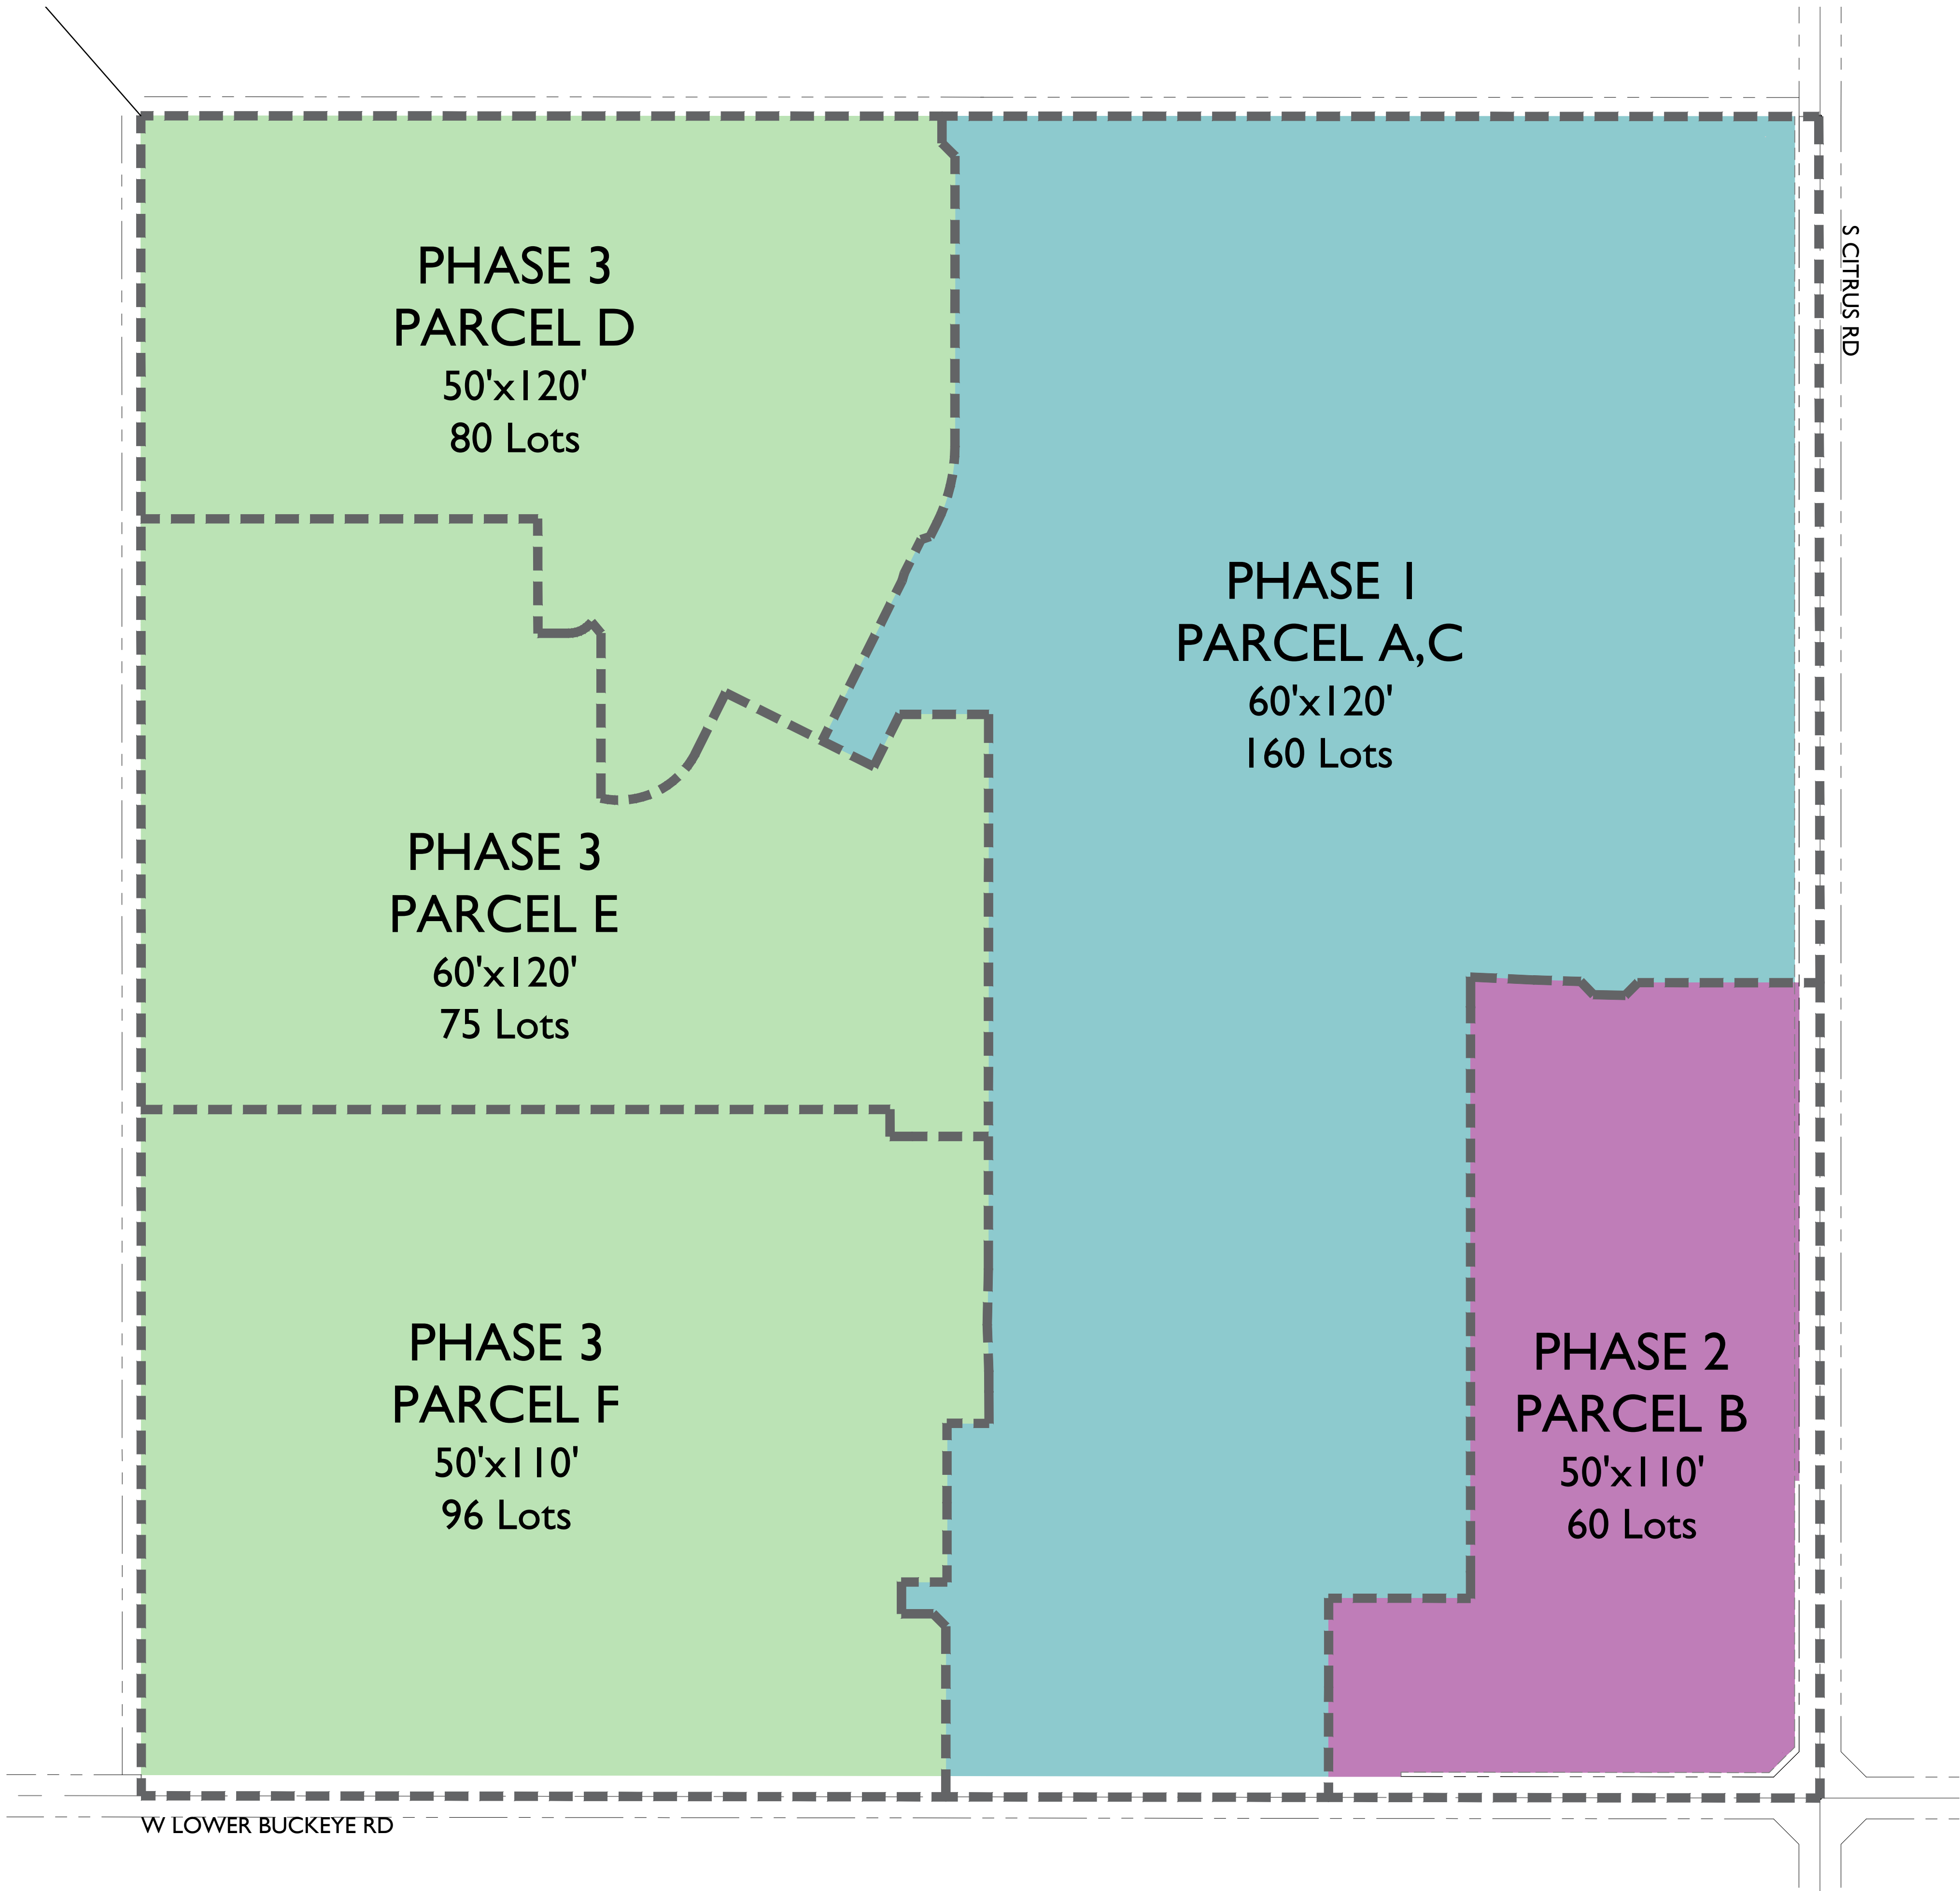 S CITRUS RD
PHASE 3
PARCEL D
50'x120'
80 Lots
PHASE 1
PARCEL A,C
60'x120'
160 Lots
PHASE 3
PARCEL E
60'x120'
75 Lots
PHASE 3
PARCEL F
50'x110'
96 Lots
PHASE 2
PARCEL B
50'x110'
60 Lots
W LOWER BUCKEYE RD